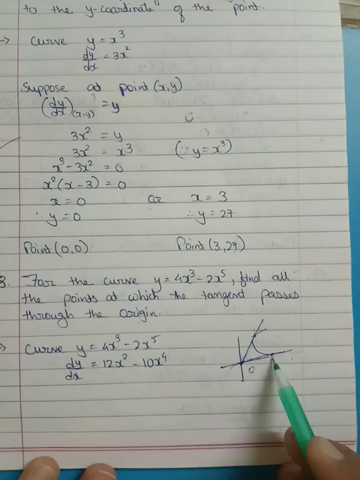 to the y-coordinate" of the point.
→ Curve y = x³
dy/dx = 3x²
Suppose at point (x,y)
(dy/dx)(x,y) = y
3x² = y
3x² = x³ (∵ y = x³)
x³ - 3x² = 0
x²(x-3) = 0
x = 0 or x = 3
∴ y = 0 ∴ y = 27
Point (0,0) Point (3,27)
8. For the curve y = 4x³ - 2x⁵, find all
the points at which the tangent passes
through the origin.
→ Curve y = 4x³ - 2x⁵
dy/dx = 12x² - 10x⁴
0